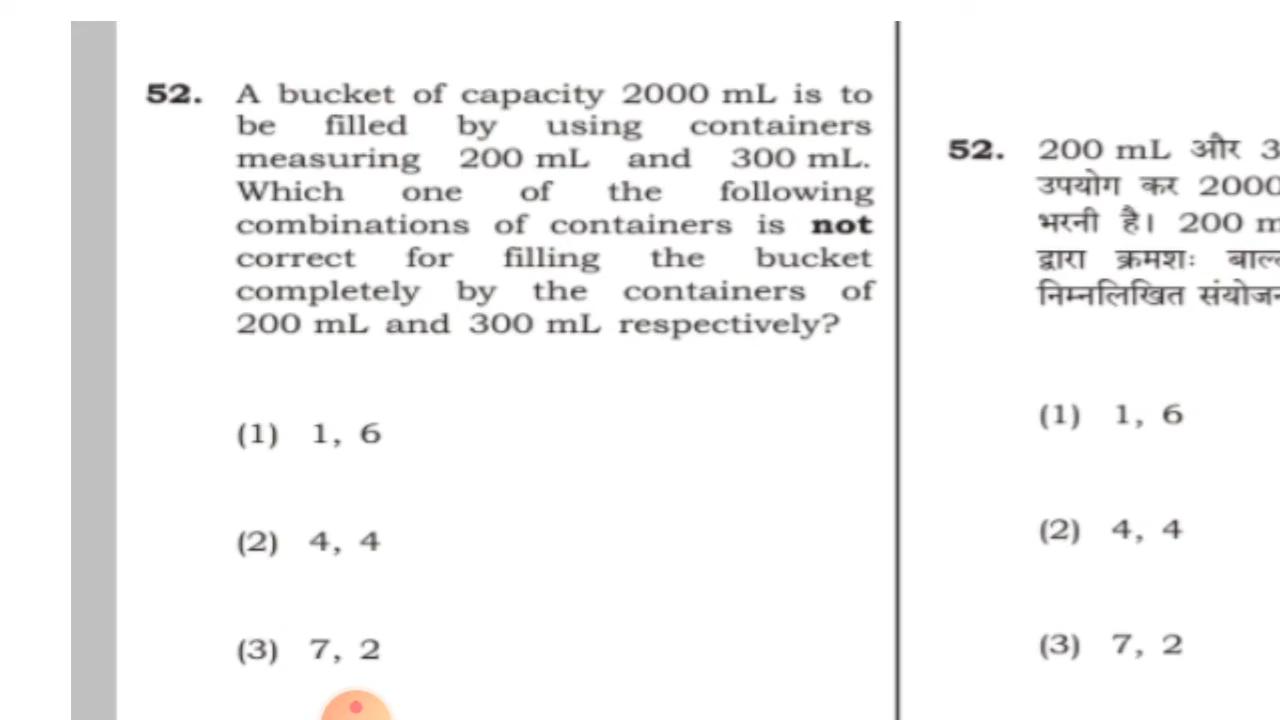 52. A bucket of capacity 2000 mL is to
be filled by using containers
measuring 200 mL and 300 mL.
Which one of the following
combinations of containers is not
correct for filling the bucket
completely by the containers of
200 mL and 300 mL respectively?
(1) 1, 6
(2) 4, 4
(3) 7, 2
52. 200 mL और 3
उपयोग कर 2000
भरनी है। 200 m
द्वारा क्रमशः
निम्नलिखित
(1) 1, 6
(2) 4, 4
(3) 7, 2